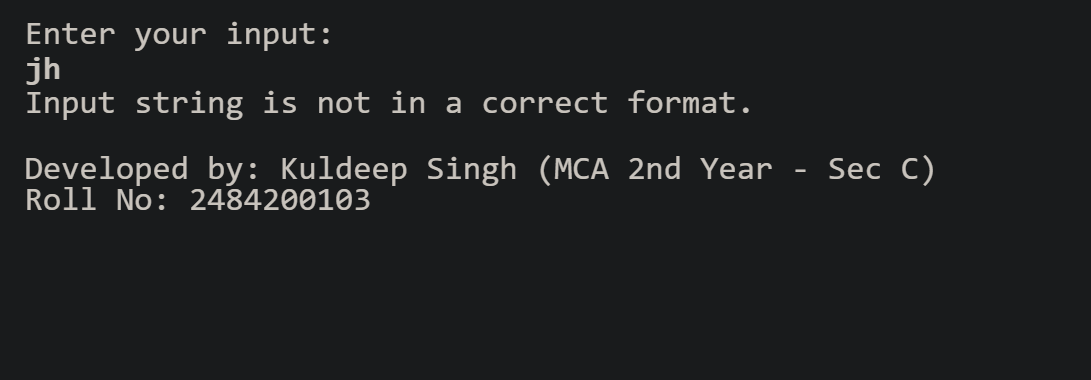 Enter your input:
jh
Input string is not in a correct format.
Developed by: Kuldeep Singh (MCA 2nd Year - Sec C)
Roll No: 2484200103